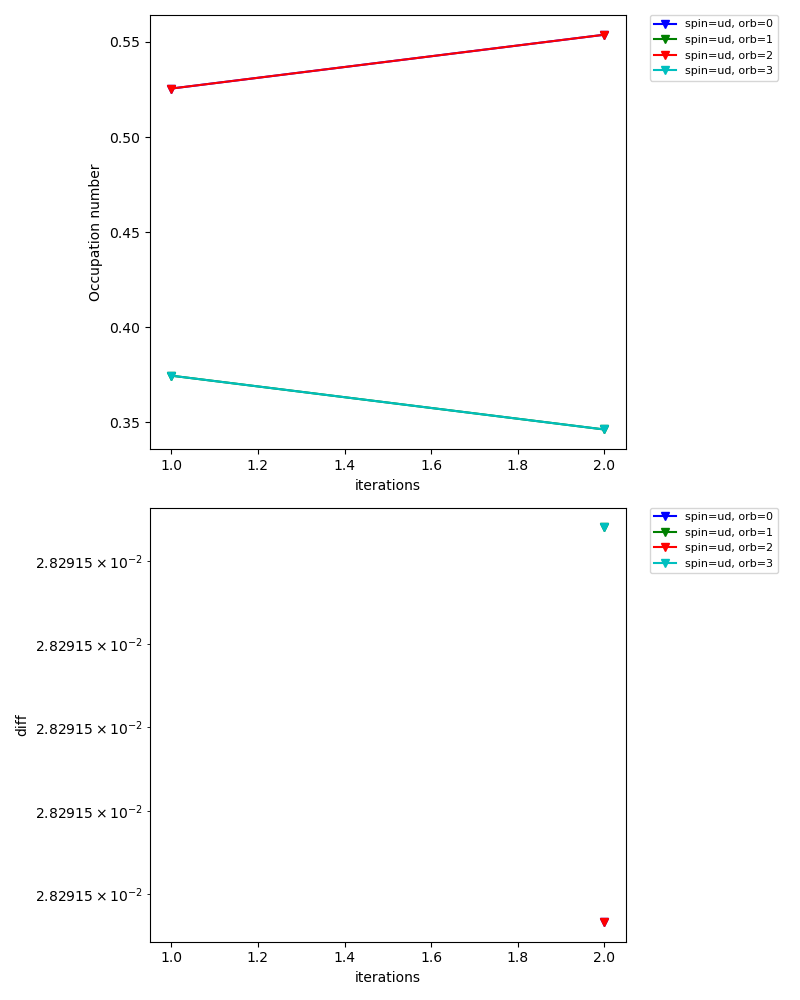 0.55
0.50
0.45
0.40
0.35
Occupation number
1.0 1.2 1.4 1.6 1.8 2.0
iterations
spin=ud, orb=0
spin=ud, orb=1
spin=ud, orb=2
spin=ud, orb=3
2.82915 × 10⁻²
2.82915 × 10⁻²
2.82915 × 10⁻²
2.82915 × 10⁻²
2.82915 × 10⁻²
diff
1.0 1.2 1.4 1.6 1.8 2.0
iterations
spin=ud, orb=0
spin=ud, orb=1
spin=ud, orb=2
spin=ud, orb=3